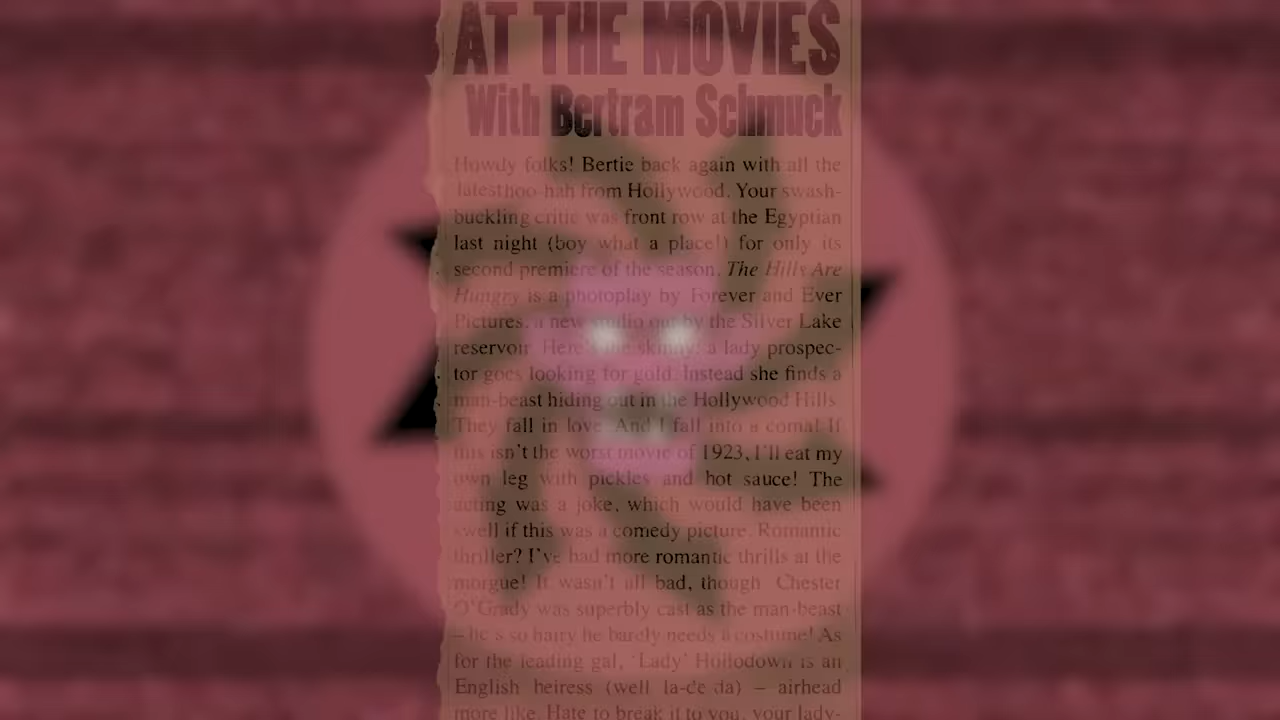 AT THE MOVIES
With Bertram Schmuck
Howdy folks! Bertie back again with all the
latest hoo-hah from Hollywood. Your swash-
buckling critic was front row at the Egyptian
last night (boy what a place!) for only its
second premiere of the season. The Hills Are
Hungry is a photoplay by Forever and Ever
Pictures, a new studio out by the Silver Lake
reservoir. Here's the skinny: a lady prospec-
tor goes looking for gold. Instead she finds a
man-beast hiding out in the Hollywood Hills.
They fall in love. And I fall into a coma! If
this isn't the worst movie of 1923, I'll eat my
own leg with pickles and hot sauce! The
acting was a joke, which would have been
swell if this was a comedy picture. Romantic
thriller? I've had more romantic thrills at the
morgue! It wasn't all bad, though. Chester
O'Grady was superbly cast as the man-beast
– he's so hairy he barely needs a costume! As
for the leading gal, 'Lady' Hollodown is an
English heiress (well la-de da) – airhead
more like. Hate to break it to you, your lady-